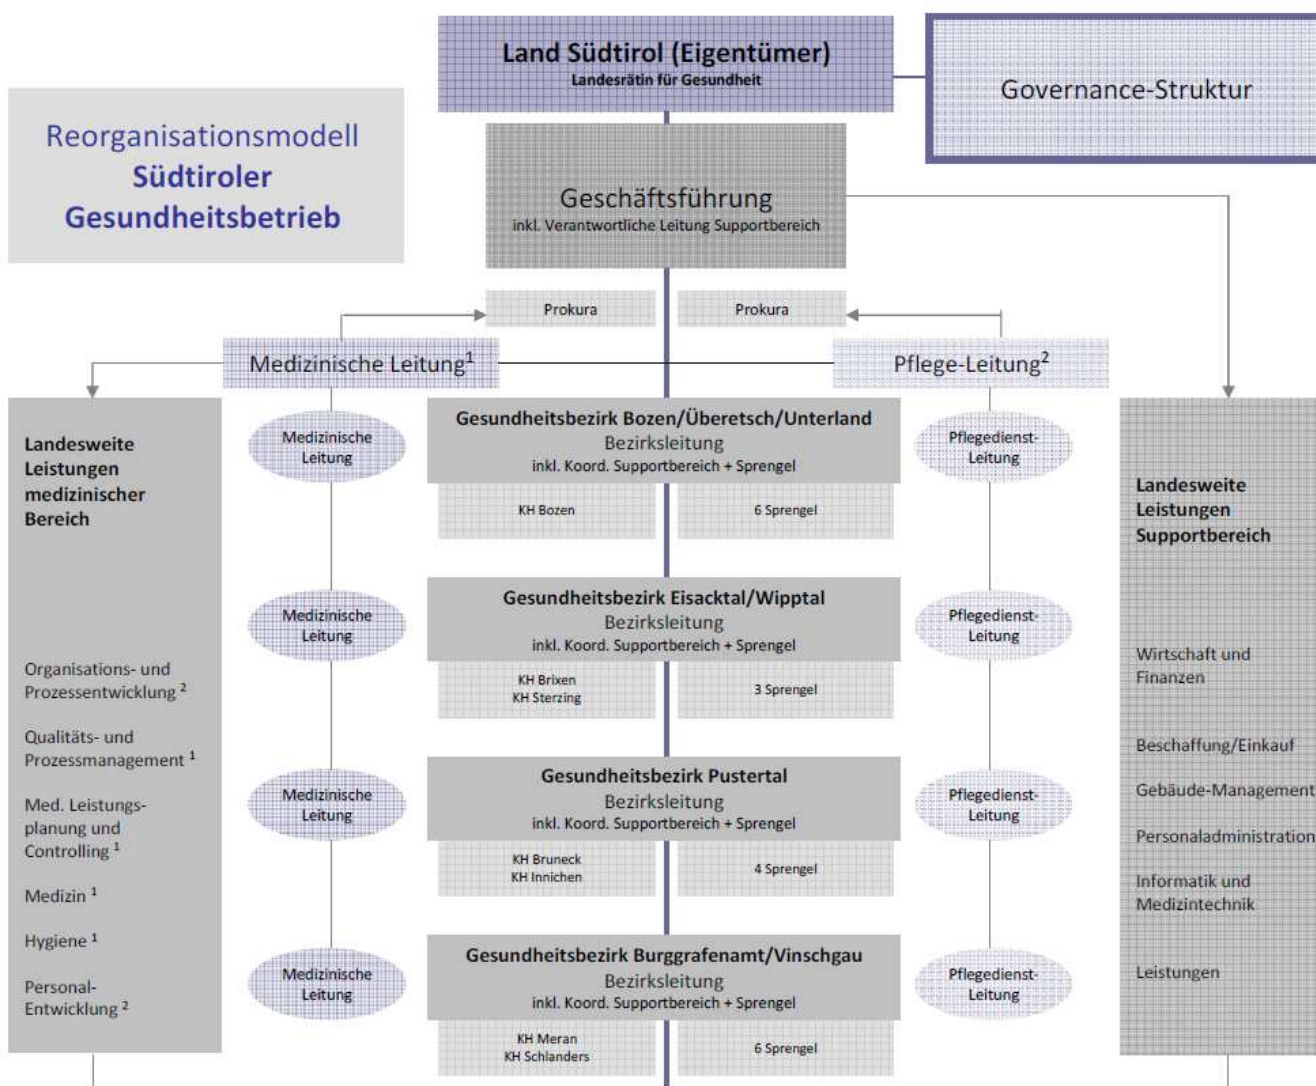 Land Südtirol (Eigentümer)
Landesrätin für Gesundheit
Governance-Struktur
Reorganisationsmodell
Südtiroler
Gesundheitsbetrieb
Geschäftsführung
inkl. Verantwortliche Leitung Supportbereich
Prokura
Prokura
Medizinische Leitung¹
Pflege-Leitung²
Landesweite
Leistungen
medizinischer
Bereich
Organisations- und
Prozessentwicklung ²
Qualitäts- und
Prozessmanagement ¹
Med. Leistungs-
planung und
Controlling ¹
Medizin ¹
Hygiene ¹
Personal-
Entwicklung ²
Medizinische
Leitung
Gesundheitsbezirk Bozen/Überetsch/Unterland
Bezirksleitung
inkl. Koord. Supportbereich + Sprengel
KH Bozen
6 Sprengel
Pflegedienst-
Leitung
Medizinische
Leitung
Gesundheitsbezirk Eisacktal/Wipptal
Bezirksleitung
inkl. Koord. Supportbereich + Sprengel
KH Brixen
KH Sterzing
3 Sprengel
Pflegedienst-
Leitung
Medizinische
Leitung
Gesundheitsbezirk Pustertal
Bezirksleitung
inkl. Koord. Supportbereich + Sprengel
KH Bruneck
KH Innichen
4 Sprengel
Pflegedienst-
Leitung
Medizinische
Leitung
Gesundheitsbezirk Burggrafenamt/Vinschgau
Bezirksleitung
inkl. Koord. Supportbereich + Sprengel
KH Meran
KH Schlanders
6 Sprengel
Pflegedienst-
Leitung
Landesweite
Leistungen
Supportbereich
Wirtschaft und
Finanzen
Beschaffung/Einkauf
Gebäude-Management
Personaladministration
Informatik und
Medizintechnik
Leistungen